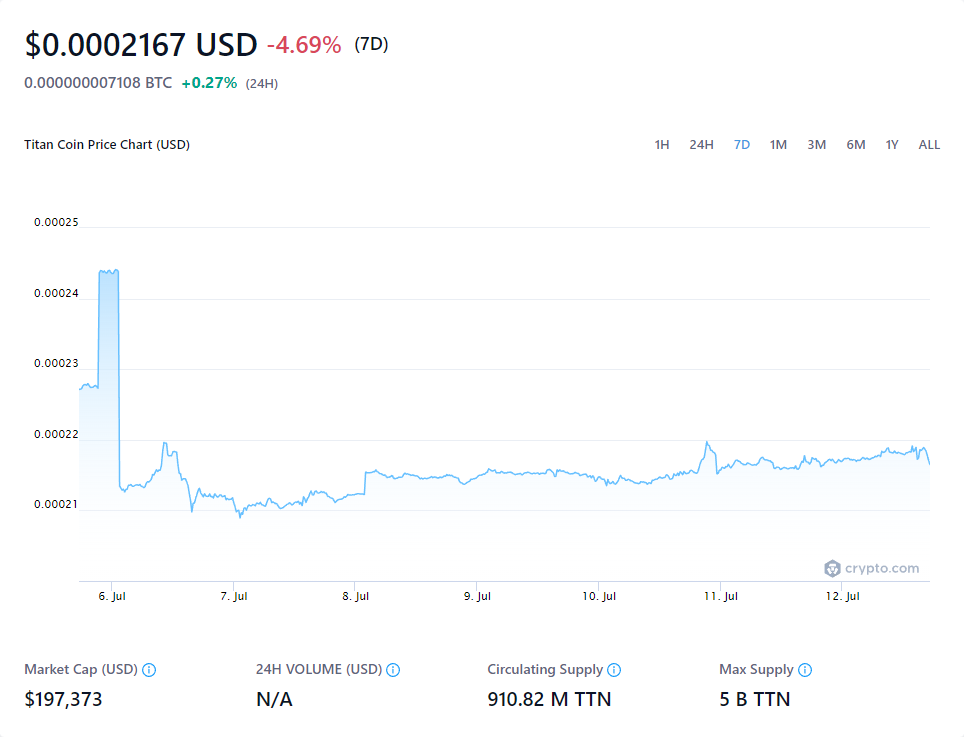 $0.0002167 USD -4.69% (7D)
0.000000007108 BTC +0.27% (24H)
Titan Coin Price Chart (USD) 1H 24H 7D 1M 3M 6M 1Y ALL
0.00025
0.00024
0.00023
0.00022
0.00021
crypto.com
6. Jul 7. Jul 8. Jul 9. Jul 10. Jul 11. Jul 12. Jul
Market Cap (USD) 24H VOLUME (USD) Circulating Supply Max Supply
$197,373 N/A 910.82 M TTN 5 B TTN